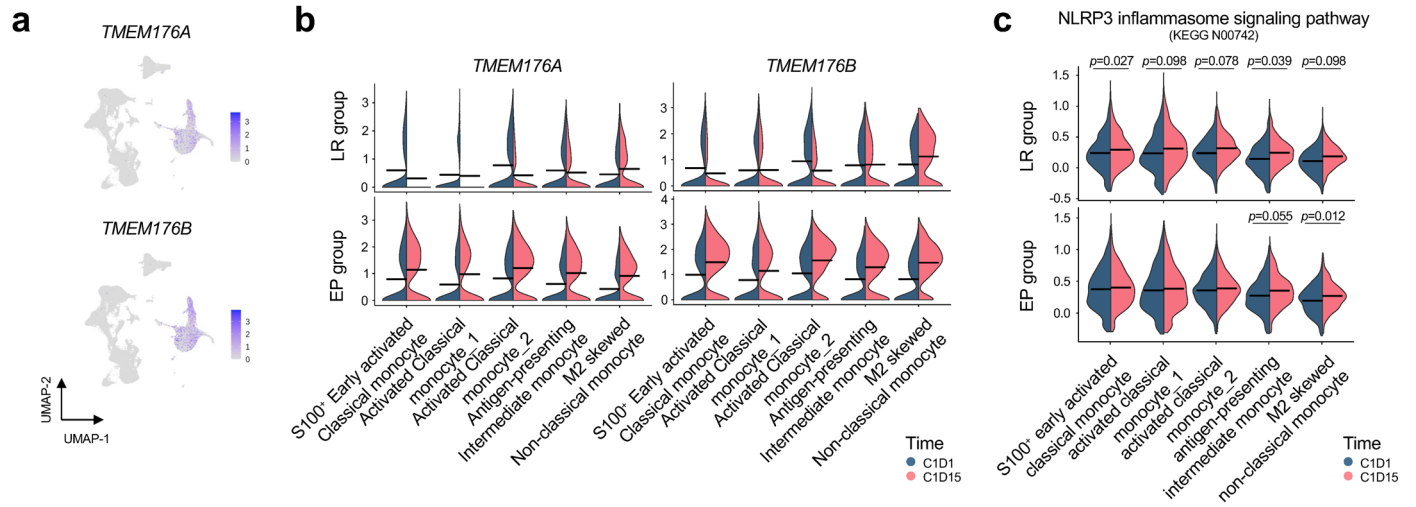 a
TMEM176A
3
2
1
0
TMEM176B
3
2
1
0
UMAP-2
UMAP-1
b
TMEM176A
TMEM176B
LR group
3
2
1
0
3
2
1
0
EP group
3
2
1
0
4
3
2
1
0
S100+ Early activated
Classical monocyte
Activated Classical
monocyte_1
Activated Classical
monocyte_2
Antigen-presenting
Intermediate monocyte
M2 skewed
Non-classical monocyte
S100+ Early activated
Classical monocyte
Activated Classical
monocyte_1
Activated Classical
monocyte_2
Antigen-presenting
Intermediate monocyte
M2 skewed
Non-classical monocyte
Time
C1D1
C1D15
c
NLRP3 inflammasome signaling pathway
(KEGG N00742)
p=0.027 p=0.098 p=0.078 p=0.039 p=0.098
LR group
1.5
1.0
0.5
0.0
-0.5
p=0.055 p=0.012
EP group
1.5
1.0
0.5
0.0
S100+ early activated
classical monocyte
activated classical
monocyte_1
activated classical
monocyte_2
antigen-presenting
intermediate monocyte
M2 skewed
non-classical monocyte
Time
C1D1
C1D15